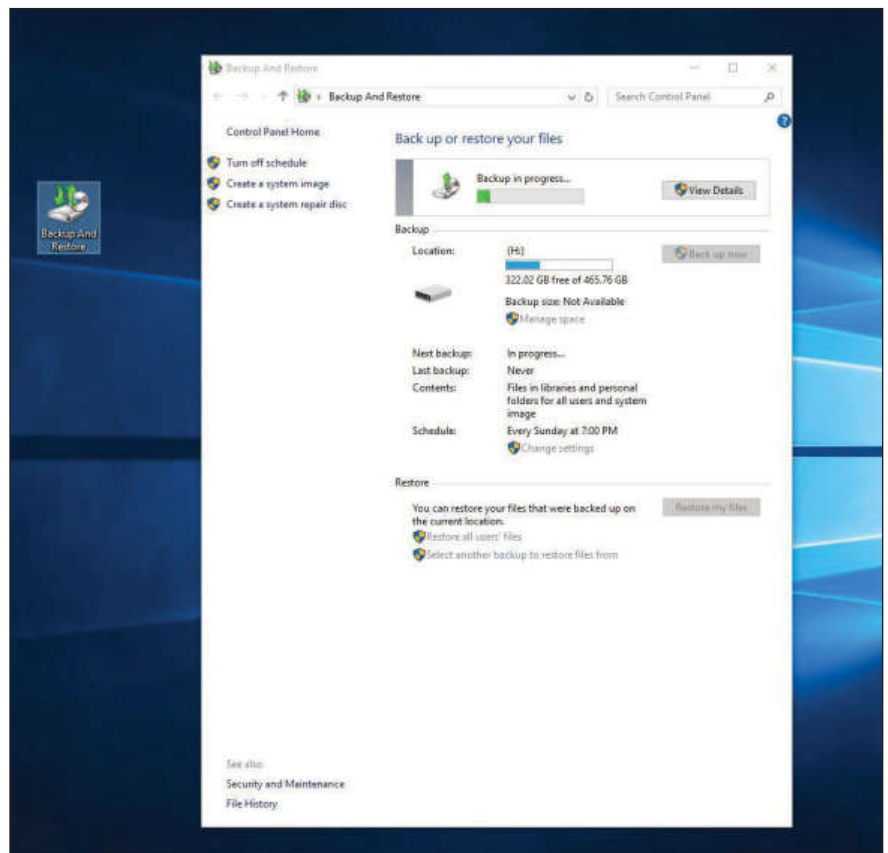 Backup And Restore
Backup And Restore
Search Control Panel
Control Panel Home
Turn off schedule
Create a system image
Create a system repair disc
Backup And
Restore
Back up or restore your files
Backup in progress...
View Details
Backup
Location:
(H:)
Back up now
322.02 GB free of 465.76 GB
Backup size: Not Available
Manage space
Next backup:
In progress...
Last backup:
Never
Contents:
Files in libraries and personal
folders for all users and system
image
Schedule:
Every Sunday at 7:00 PM
Change settings
Restore
You can restore your files that were backed up on
the current location.
Restore my files
Restore all users' files
Select another backup to restore files from
See also
Security and Maintenance
File History